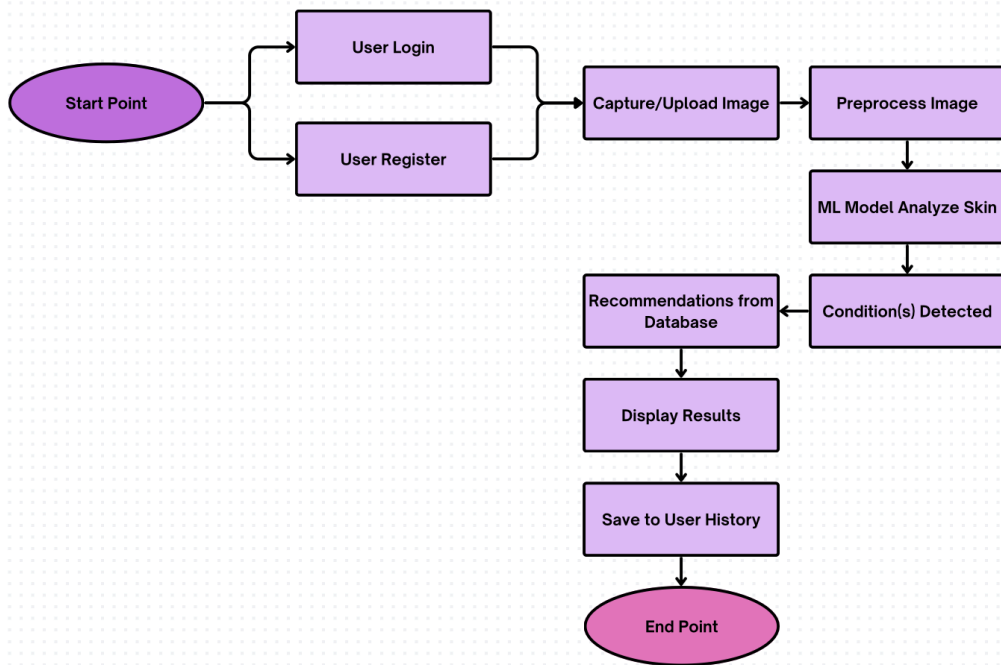 Start Point
User Login
User Register
Capture/Upload Image
Preprocess Image
ML Model Analyze Skin
Condition(s) Detected
Recommendations from
Database
Display Results
Save to User History
End Point